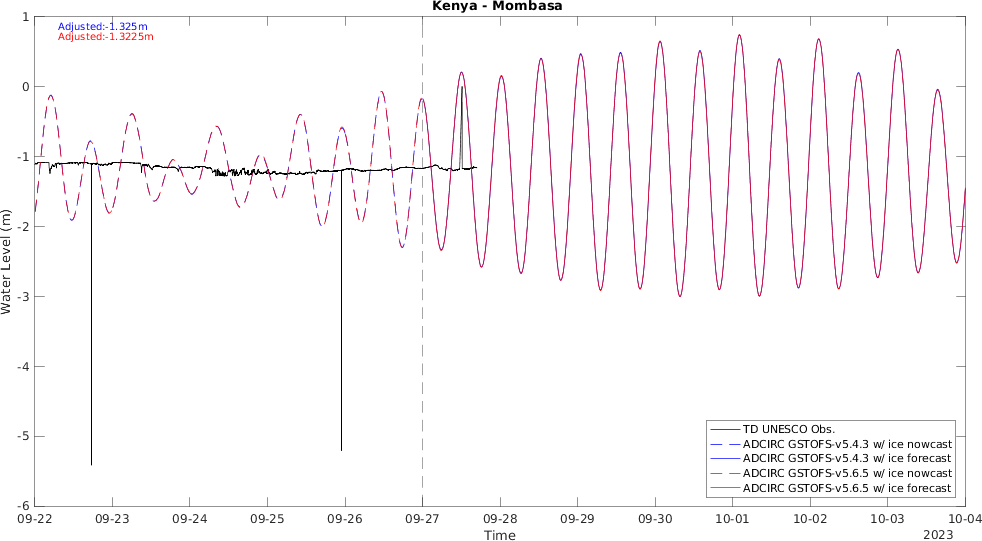 Kenya - Mombasa
Adjusted:-1.325m
Adjusted:-1.3225m
1
0
-1
-2
-3
-4
-5
-6
Water Level (m)
TD UNESCO Obs.
ADCIRC GSTOFS-v5.4.3 w/ ice nowcast
ADCIRC GSTOFS-v5.4.3 w/ ice forecast
ADCIRC GSTOFS-v5.6.5 w/ ice nowcast
ADCIRC GSTOFS-v5.6.5 w/ ice forecast
09-22 09-23 09-24 09-25 09-26 09-27 09-28 09-29 09-30 10-01 10-02 10-03 10-04
Time
2023